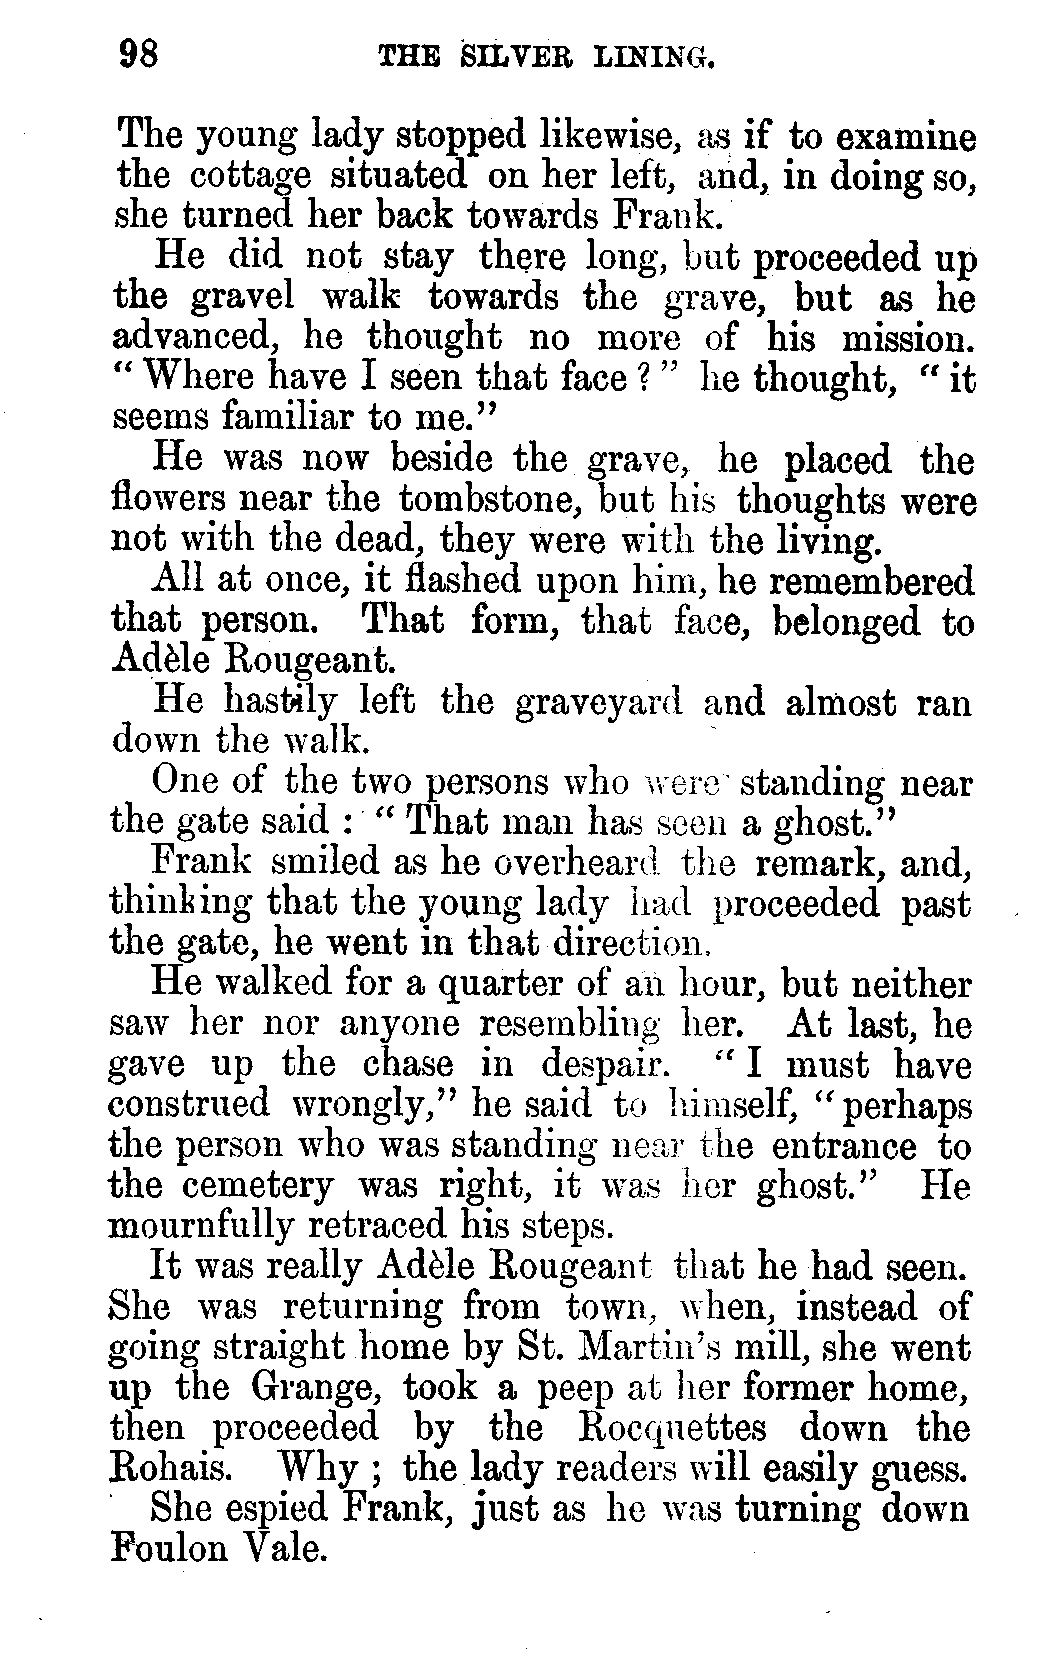 98 THE SILVER LINING.
The young lady stopped likewise, as if to examine
the cottage situated on her left, and, in doing so,
she turned her back towards Frank.
He did not stay there long, but proceeded up
the gravel walk towards the grave, but as he
advanced, he thought no more of his mission.
“ Where have I seen that face ? ” he thought, “ it
seems familiar to me.”
He was now beside the grave, he placed the
flowers near the tombstone, but his thoughts were
not with the dead, they were with the living.
All at once, it flashed upon him, he remembered
that person. That form, that face, belonged to
Adèle Rougeant.
He hastily left the graveyard and almost ran
down the walk.
One of the two persons who were standing near
the gate said : “ That man has seen a ghost.”
Frank smiled as he overheard the remark, and,
thinking that the young lady had proceeded past
the gate, he went in that direction.
He walked for a quarter of an hour, but neither
saw her nor anyone resembling her. At last, he
gave up the chase in despair. “ I must have
construed wrongly,” he said to himself, “ perhaps
the person who was standing near the entrance to
the cemetery was right, it was her ghost.” He
mournfully retraced his steps.
It was really Adèle Rougeant that he had seen.
She was returning from town, when, instead of
going straight home by St. Martin’s mill, she went
up the Grange, took a peep at her former home,
then proceeded by the Rocquettes down the
Rohais. Why ; the lady readers will easily guess.
She espied Frank, just as he was turning down
Foulon Vale.